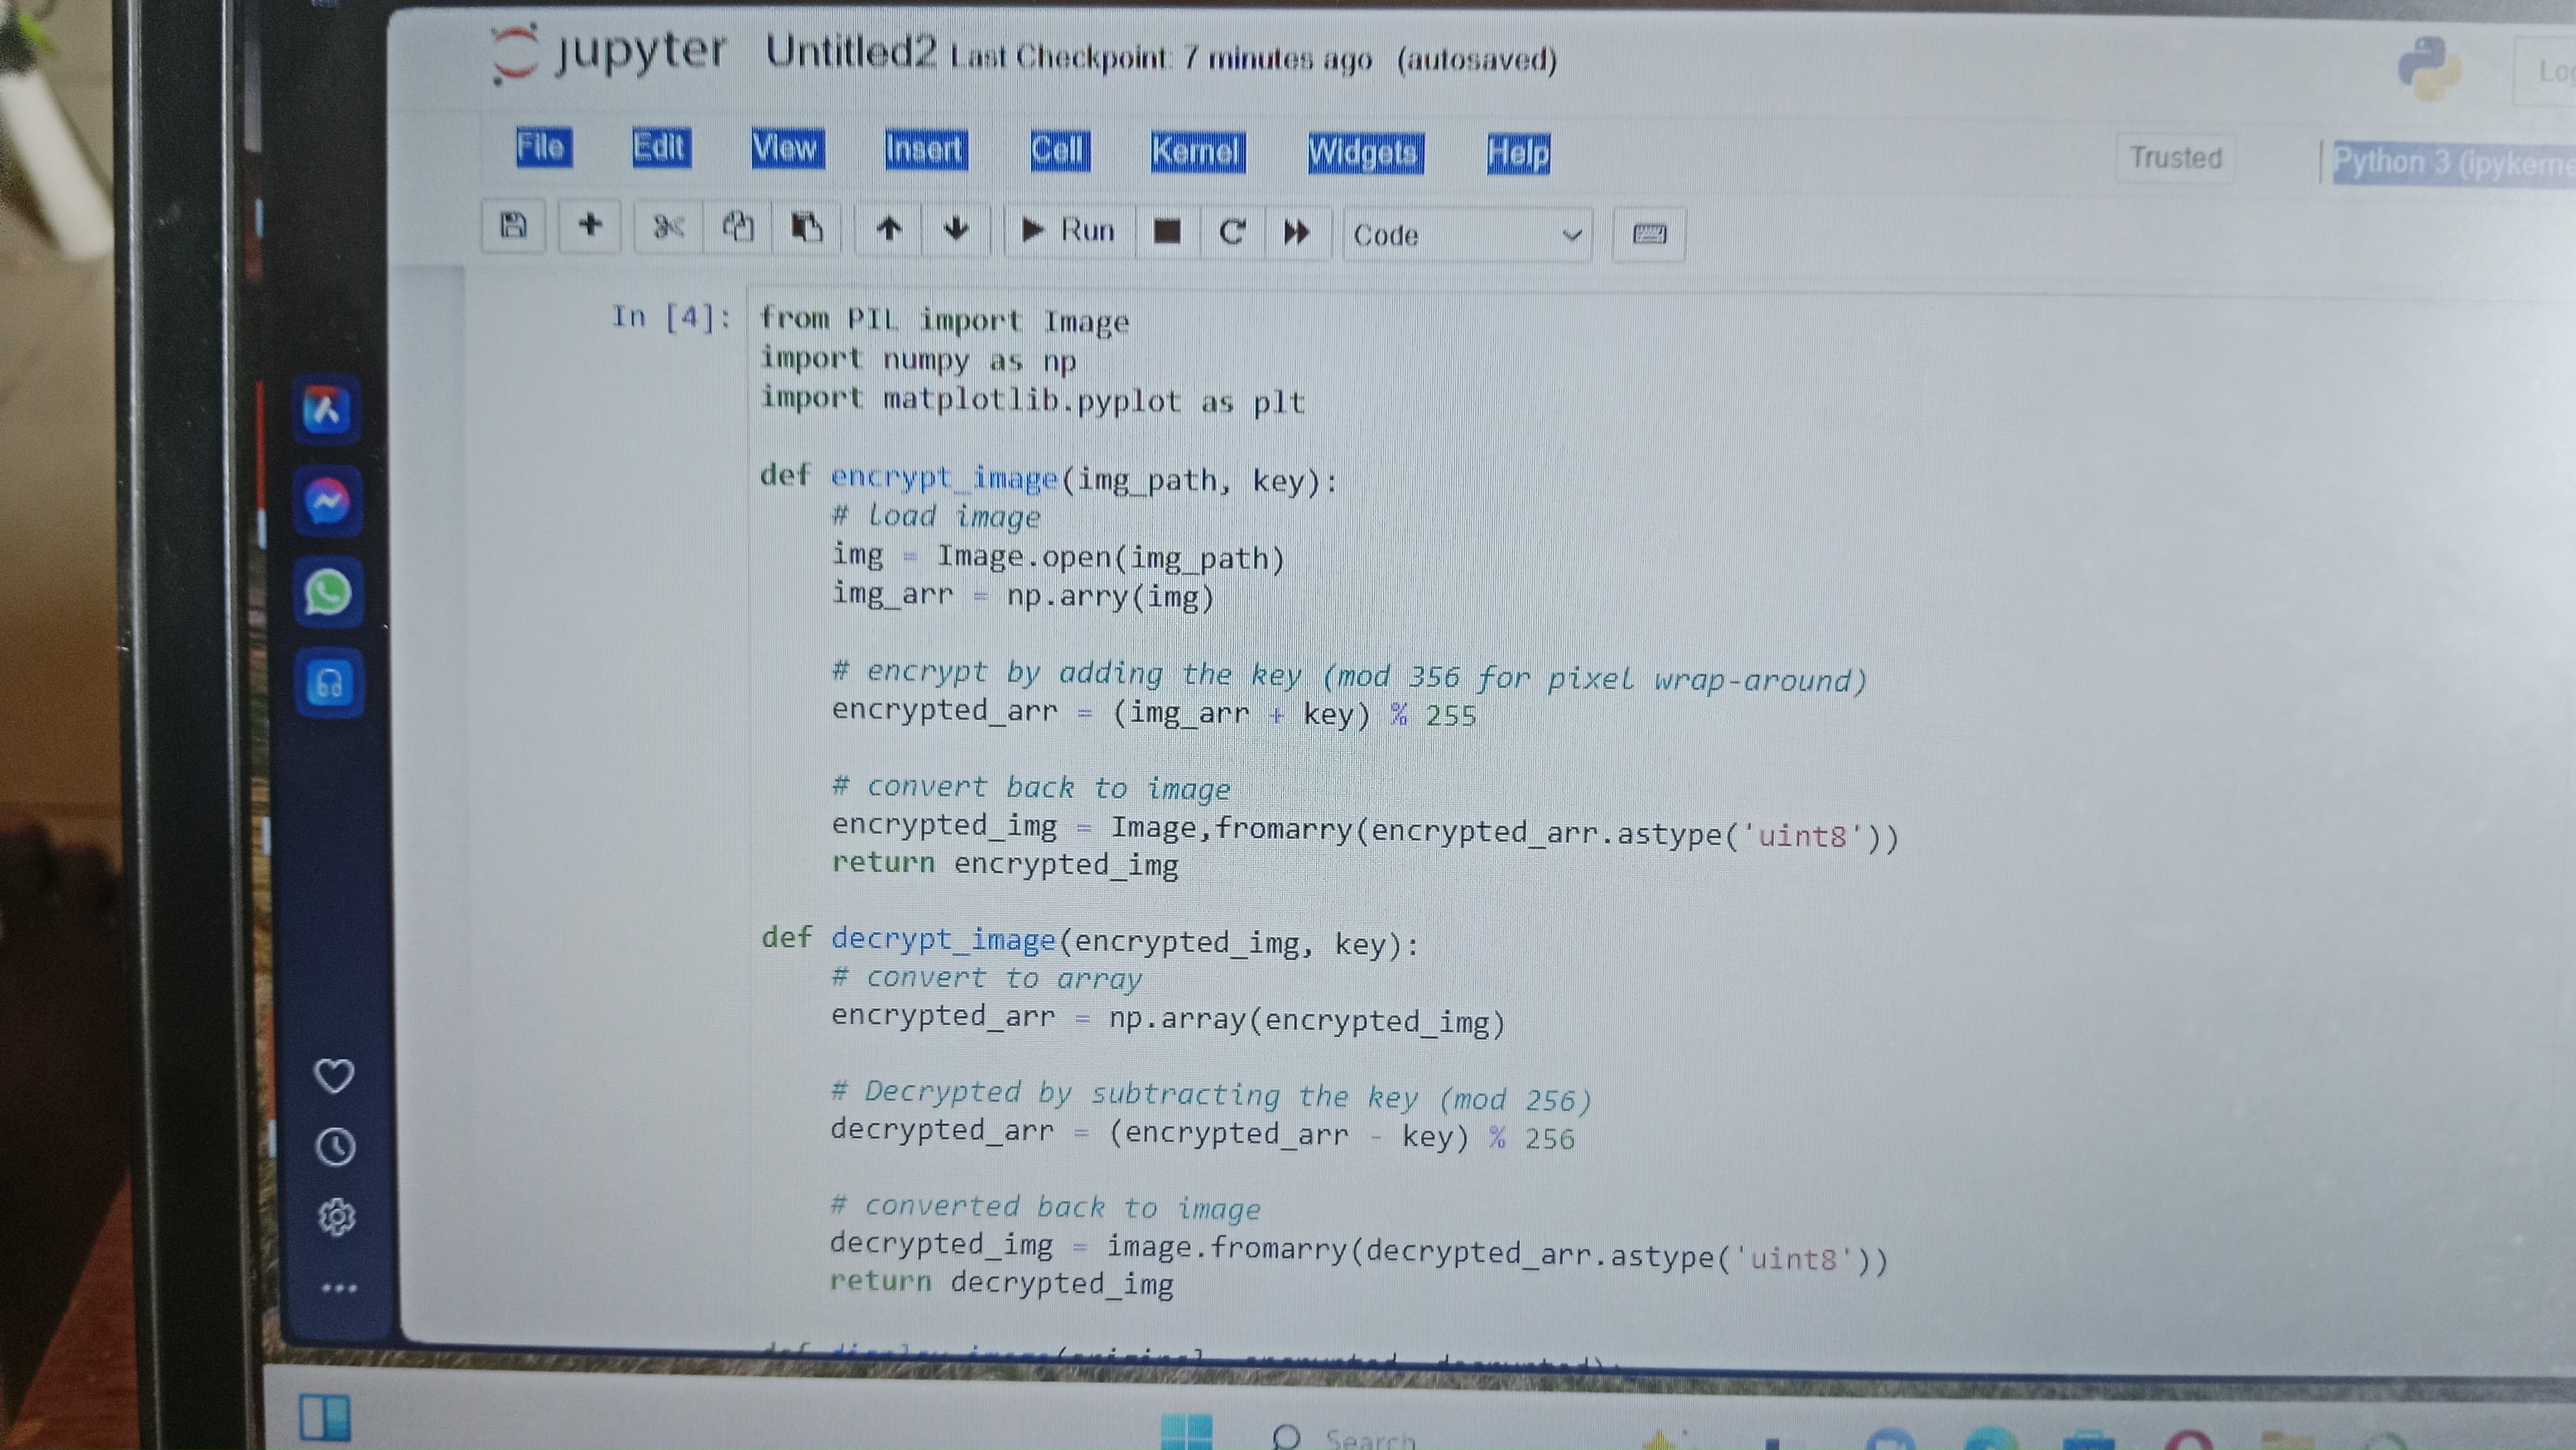 jupyter Untitled2 Last Checkpoint: 7 minutes ago (autosaved)
File Edit View Insert Cell Kernel Widgets Help Trusted Python 3
Run Code
In [4]: from PIL import Image
import numpy as np
import matplotlib.pyplot as plt
def encrypt_image(img_path, key):
# Load image
img = Image.open(img_path)
img_arr = np.arry(img)
# encrypt by adding the key (mod 356 for pixel wrap-around)
encrypted_arr = (img_arr + key) % 255
# convert back to image
encrypted_img = Image,fromarry(encrypted_arr.astype('uint8'))
return encrypted_img
def decrypt_image(encrypted_img, key):
# convert to array
encrypted_arr = np.array(encrypted_img)
# Decrypted by subtracting the key (mod 256)
decrypted_arr = (encrypted_arr - key) % 256
# converted back to image
decrypted_img = image.fromarry(decrypted_arr.astype('uint8'))
return decrypted_img
Search